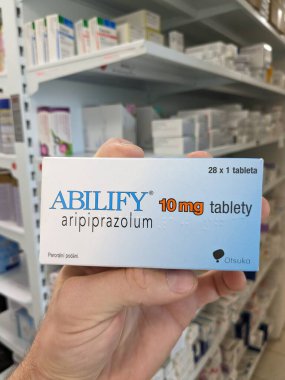 28 x 1 tableta
ABILIFY® 10 mg tablety
aripiprazolum
Perorální podání
Otsuka